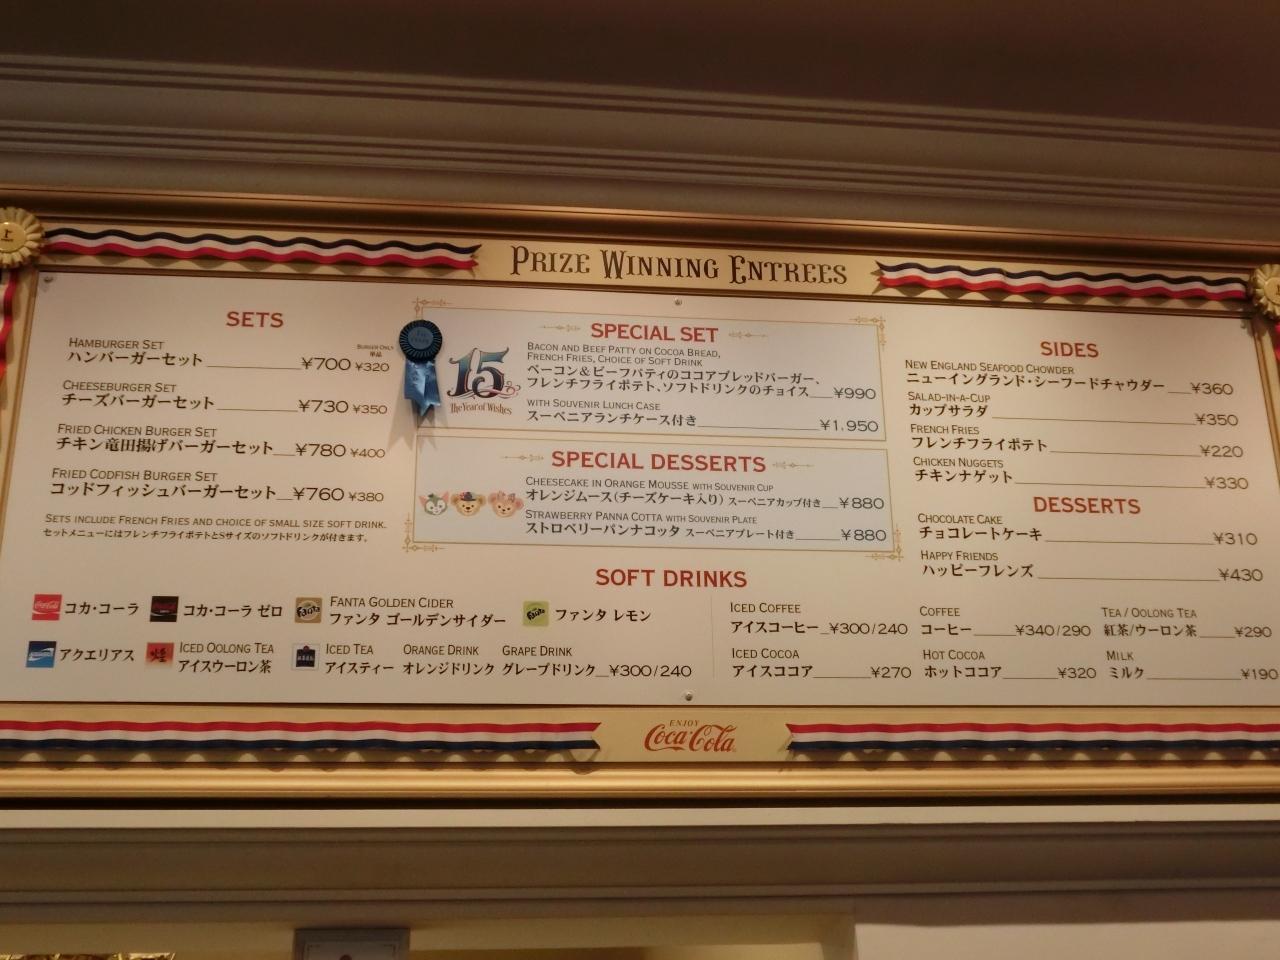 PRIZE WINNING ENTREES
SETS
BURGER ONLY
単品
HAMBURGER SET
ハンバーガーセット ¥700 ¥320
CHEESEBURGER SET
チーズバーガーセット ¥730 ¥350
FRIED CHICKEN BURGER SET
チキン竜田揚げバーガーセット ¥780 ¥400
FRIED CODFISH BURGER SET
コッドフィッシュバーガーセット ¥760 ¥380
SETS INCLUDE FRENCH FRIES AND CHOICE OF SMALL SIZE SOFT DRINK.
セットメニューにはフレンチフライポテトとSサイズのソフトドリンクが付きます。
15
The Year of Wishes
SPECIAL SET
BACON AND BEEF PATTY ON COCOA BREAD,
FRENCH FRIES, CHOICE OF SOFT DRINK
ベーコン&ビーフパティのココアブレッドバーガー、
フレンチフライポテト、ソフトドリンクのチョイス ¥990
WITH SOUVENIR LUNCH CASE
スーベニアランチケース付き ¥1,950
SPECIAL DESSERTS
CHEESECAKE IN ORANGE MOUSSE WITH SOUVENIR CUP
オレンジムース(チーズケーキ入り) スーベニアカップ付き ¥880
STRAWBERRY PANNA COTTA WITH SOUVENIR PLATE
ストロベリーパンナコッタ スーベニアプレート付き ¥880
SIDES
NEW ENGLAND SEAFOOD CHOWDER
ニューイングランド・シーフードチャウダー ¥360
SALAD-IN-A-CUP
カップサラダ ¥350
FRENCH FRIES
フレンチフライポテト ¥220
CHICKEN NUGGETS
チキンナゲット ¥330
DESSERTS
CHOCOLATE CAKE
チョコレートケーキ ¥310
HAPPY FRIENDS
ハッピーフレンズ ¥430
SOFT DRINKS
コカ・コーラ
コカ・コーラ ゼロ
Fanta
FANTA GOLDEN CIDER
ファンタ ゴールデンサイダー
Fanta
ファンタ レモン
アクエリアス
ICED OOLONG TEA
アイスウーロン茶
ICED TEA
アイスティー
ORANGE DRINK
オレンジドリンク
GRAPE DRINK
グレープドリンク ¥300/240
ICED COFFEE
アイスコーヒー ¥300/240
COFFEE
コーヒー ¥340/290
TEA / OOLONG TEA
紅茶/ウーロン茶 ¥290
ICED COCOA
アイスココア ¥270
HOT COCOA
ホットココア ¥320
MILK
ミルク ¥190
ENJOY
Coca-Cola